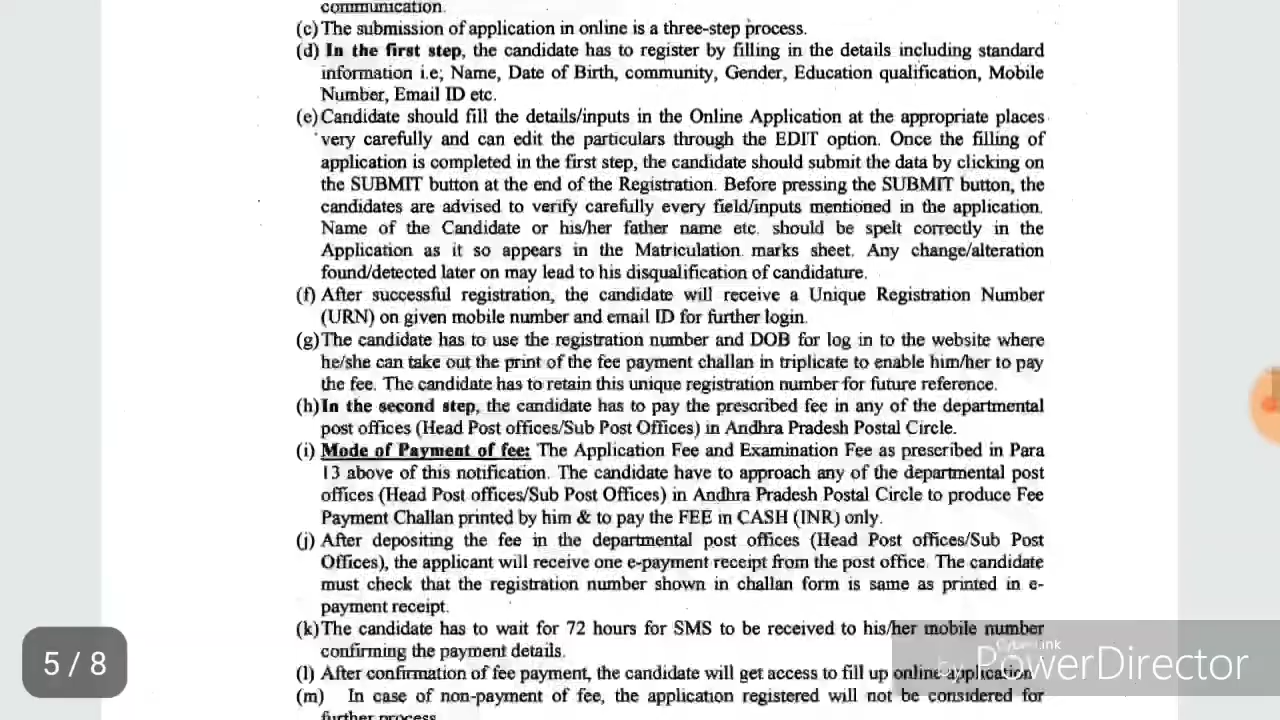 communication.
(c) The submission of application in online is a three-step process.
(d) In the first step, the candidate has to register by filling in the details including standard
information i.e; Name, Date of Birth, community, Gender, Education qualification, Mobile
Number, Email ID etc.
(e) Candidate should fill the details/inputs in the Online Application at the appropriate places
very carefully and can edit the particulars through the EDIT option. Once the filling of
application is completed in the first step, the candidate should submit the data by clicking on
the SUBMIT button at the end of the Registration. Before pressing the SUBMIT button, the
candidates are advised to verify carefully every field/inputs mentioned in the application.
Name of the Candidate or his/her father name etc. should be spelt correctly in the
Application as it so appears in the Matriculation marks sheet. Any change/alteration
found/detected later on may lead to his disqualification of candidature.
(f) After successful registration, the candidate will receive a Unique Registration Number
(URN) on given mobile number and email ID for further login.
(g) The candidate has to use the registration number and DOB for log in to the website where
he/she can take out the print of the fee payment challan in triplicate to enable him/her to pay
the fee. The candidate has to retain this unique registration number for future reference.
(h) In the second step, the candidate has to pay the prescribed fee in any of the departmental
post offices (Head Post offices/Sub Post Offices) in Andhra Pradesh Postal Circle.
(i) Mode of Payment of fee: The Application Fee and Examination Fee as prescribed in Para
13 above of this notification. The candidate have to approach any of the departmental post
offices (Head Post offices/Sub Post Offices) in Andhra Pradesh Postal Circle to produce Fee
Payment Challan printed by him & to pay the FEE in CASH (INR) only.
(j) After depositing the fee in the departmental post offices (Head Post offices/Sub Post
Offices), the applicant will receive one e-payment receipt from the post office. The candidate
must check that the registration number shown in challan form is same as printed in e-
payment receipt.
(k) The candidate has to wait for 72 hours for SMS to be received to his/her mobile number
confirming the payment details.
(l) After confirmation of fee payment, the candidate will get access to fill up online application
(m) In case of non-payment of fee, the application registered will not be considered for
further process.
5 / 8
CyberLink
by PowerDirector